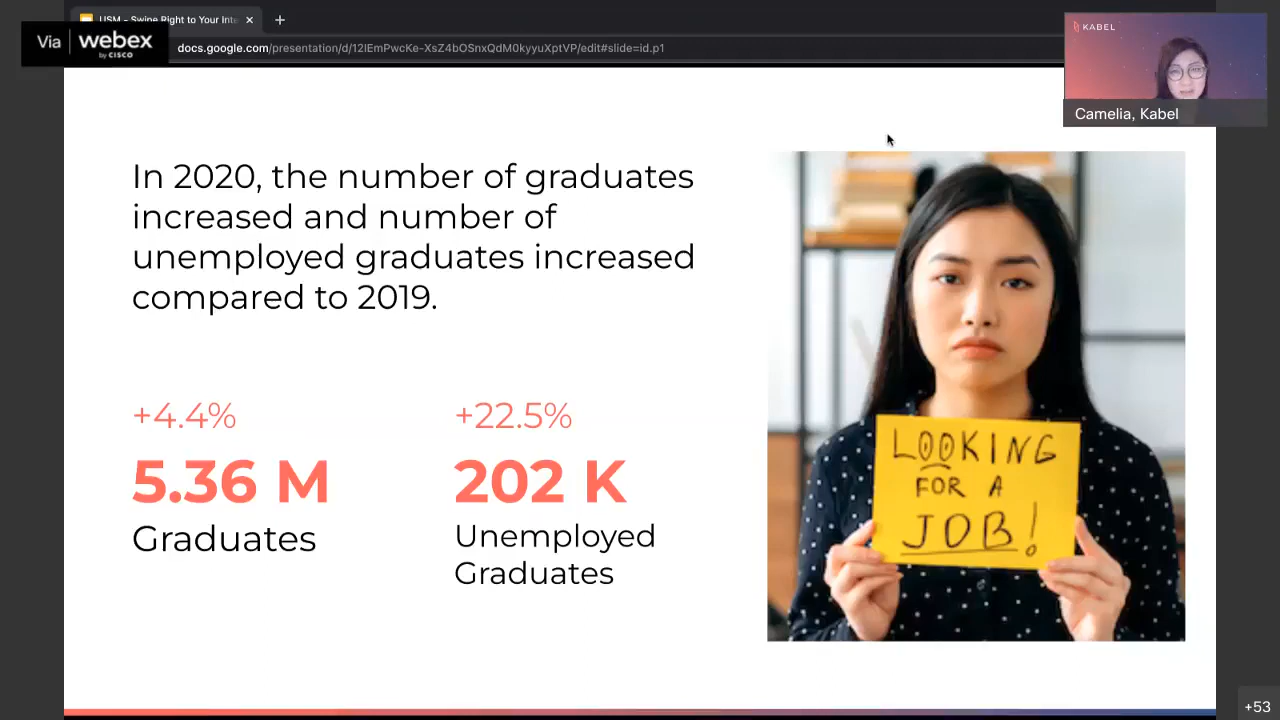 USM - Swipe Right to Your Inte
Via webex
by CISCO
docs.google.com/presentation/d/12lEmPwcKe-XsZ4bOSnxQdM0kyyuXptVP/edit#slide=id.p1
KABEL
Camelia, Kabel
In 2020, the number of graduates
increased and number of
unemployed graduates increased
compared to 2019.
+4.4%
+22.5%
5.36 M
202 K
Graduates
Unemployed
Graduates
LOOKING
FOR A
JOB!
+53